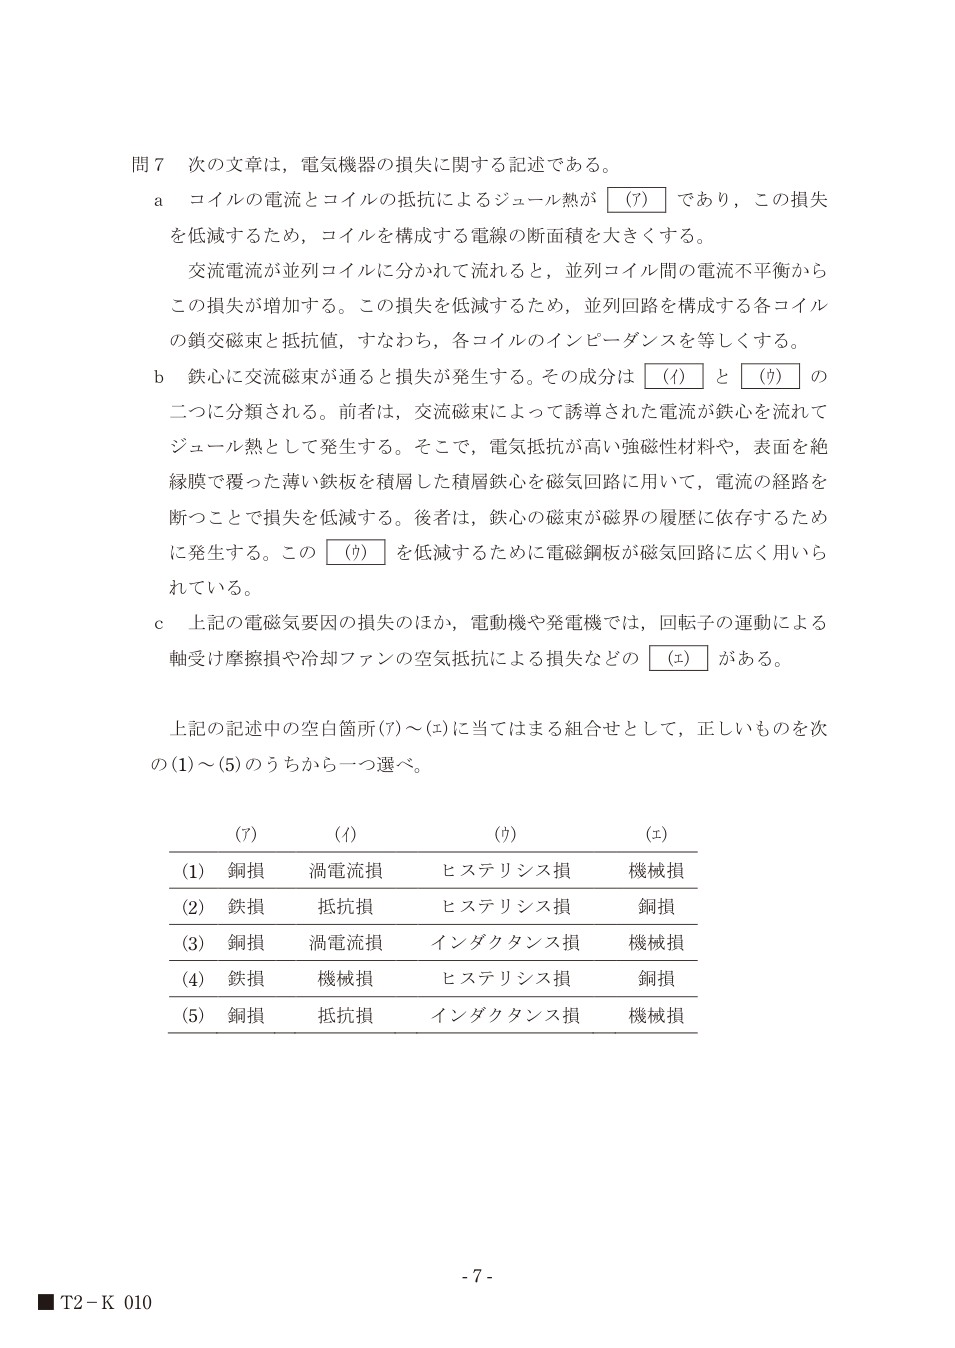 問７　次の文章は，電気機器の損失に関する記述である。
a　コイルの電流とコイルの抵抗によるジュール熱が (ア) であり，この損失
を低減するため，コイルを構成する電線の断面積を大きくする。
交流電流が並列コイルに分かれて流れると，並列コイル間の電流不平衡から
この損失が増加する。この損失を低減するため，並列回路を構成する各コイル
の鎖交磁束と抵抗値，すなわち，各コイルのインピーダンスを等しくする。
b　鉄心に交流磁束が通ると損失が発生する。その成分は (イ) と (ウ) の
二つに分類される。前者は，交流磁束によって誘導された電流が鉄心を流れて
ジュール熱として発生する。そこで，電気抵抗が高い強磁性材料や，表面を絶
縁膜で覆った薄い鉄板を積層した積層鉄心を磁気回路に用いて，電流の経路を
断つことで損失を低減する。後者は，鉄心の磁束が磁界の履歴に依存するため
に発生する。この (ウ) を低減するために電磁鋼板が磁気回路に広く用いら
れている。
c　上記の電磁気要因の損失のほか，電動機や発電機では，回転子の運動による
軸受け摩擦損や冷却ファンの空気抵抗による損失などの (エ) がある。
上記の記述中の空白箇所(ア)～(エ)に当てはまる組合せとして，正しいものを次
の(1)～(5)のうちから一つ選べ。
(ア) (イ) (ウ) (エ)
(1) 銅損 渦電流損 ヒステリシス損 機械損
(2) 鉄損 抵抗損 ヒステリシス損 銅損
(3) 銅損 渦電流損 インダクタンス損 機械損
(4) 鉄損 機械損 ヒステリシス損 銅損
(5) 銅損 抵抗損 インダクタンス損 機械損
- 7 -
■ T2－K 010